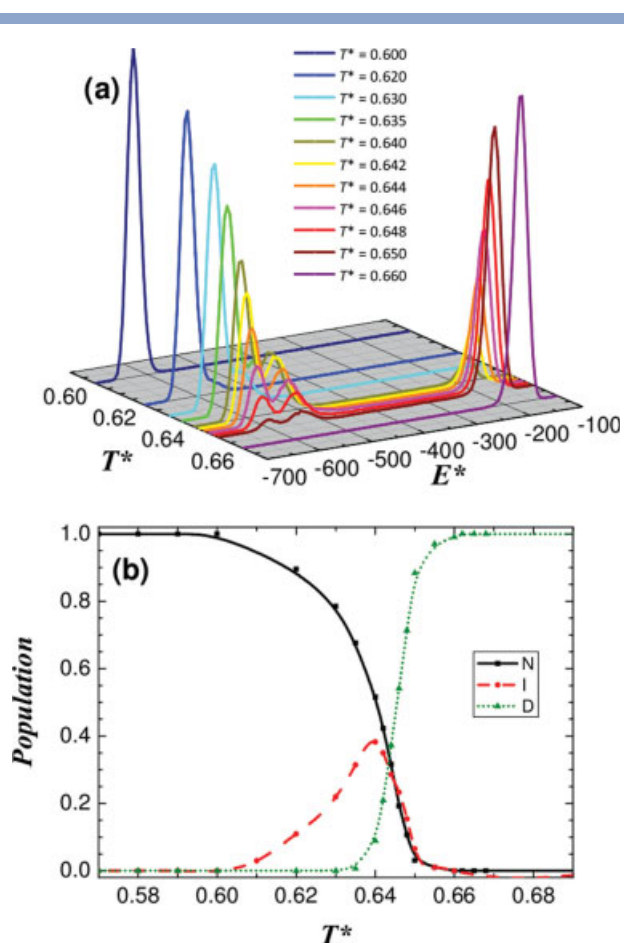 (a)
T* = 0.600
T* = 0.620
T* = 0.630
T* = 0.635
T* = 0.640
T* = 0.642
T* = 0.644
T* = 0.646
T* = 0.648
T* = 0.650
T* = 0.660
0.60
0.62
0.64
0.66
T*
-700
-600
-500
-400
-300
-200
-100
E*
(b)
1.0
0.8
0.6
0.4
0.2
0.0
Population
N
I
D
0.58 0.60 0.62 0.64 0.66 0.68
T*